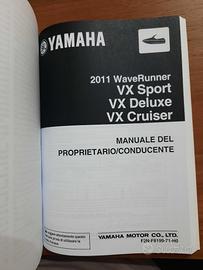 YAMAHA
2011 WaveRunner
VX Sport
VX Deluxe
VX Cruiser
MANUALE DEL
PROPRIETARIO/CONDUCENTE
YAMAHA MOTOR CO., LTD.
F2N-F8199-71-H0